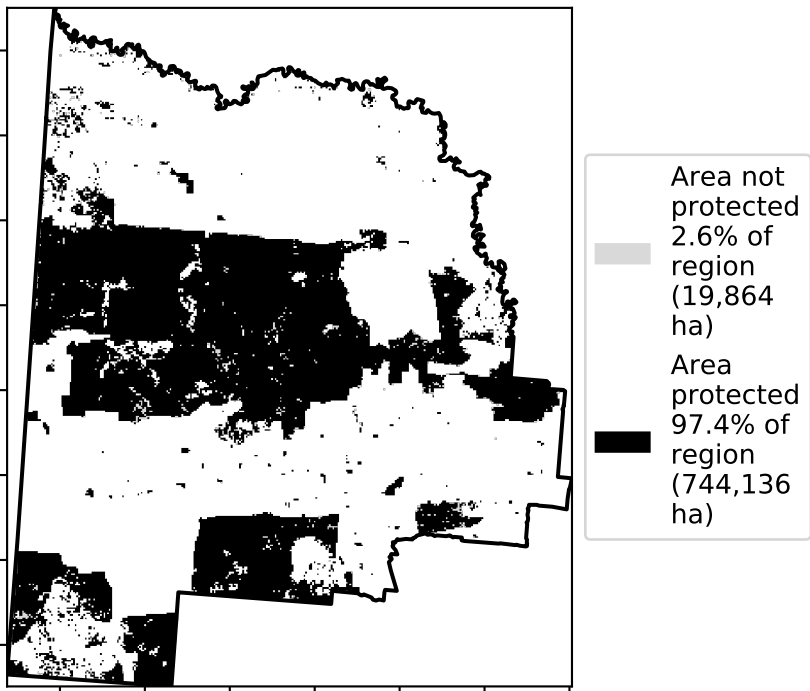 Area not
protected
2.6% of
region
(19,864
ha)
Area
protected
97.4% of
region
(744,136
ha)